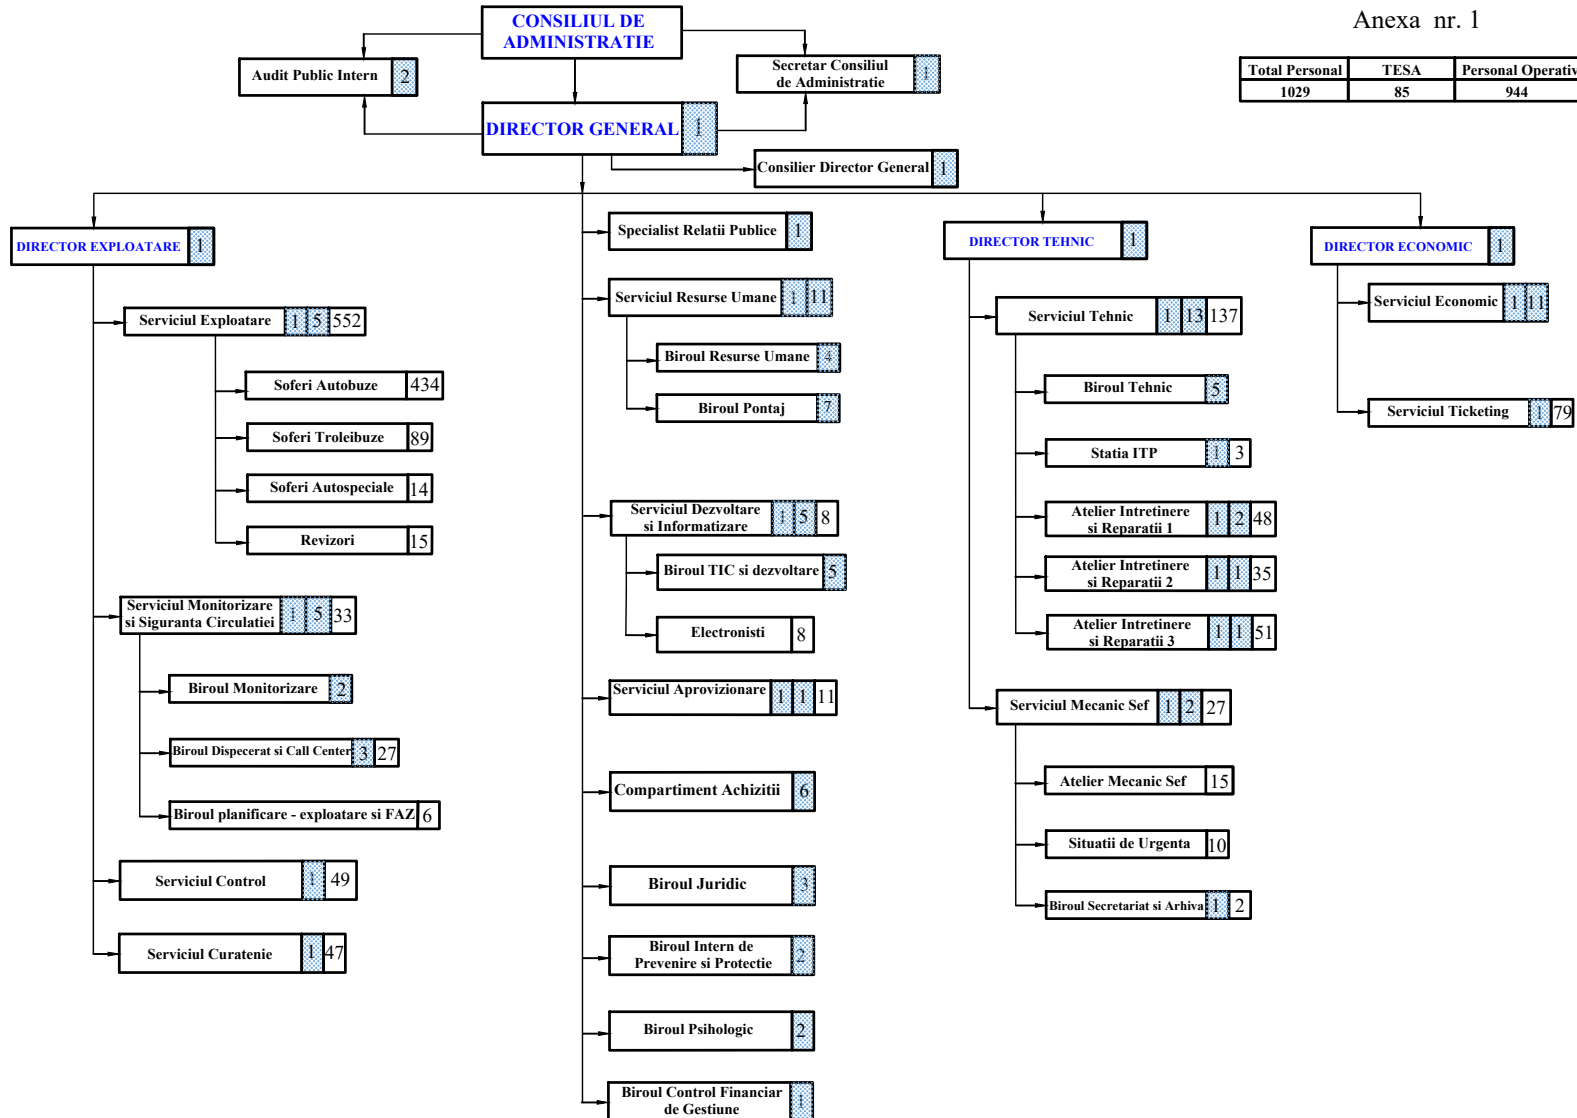 Anexa nr. 1
Total Personal TESA Personal Operativ
1029 85 944
CONSILIUL DE
ADMINISTRATIE
Audit Public Intern 2
Secretar Consiliul
de Administratie 1
DIRECTOR GENERAL 1
Consilier Director General 1
DIRECTOR EXPLOATARE 1
Serviciul Exploatare 1 5 552
Soferi Autobuze 434
Soferi Troleibuze 89
Soferi Autospeciale 14
Revizori 15
Serviciul Monitorizare
si Siguranta Circulatiei 1 5 33
Biroul Monitorizare 2
Biroul Dispecerat si Call Center 3 27
Biroul planificare - exploatare si FAZ 6
Serviciul Control 1 49
Serviciul Curatenie 1 47
Specialist Relatii Publice 1
Serviciul Resurse Umane 1 11
Biroul Resurse Umane 4
Biroul Pontaj 7
Serviciul Dezvoltare
si Informatizare 1 5 8
Biroul TIC si dezvoltare 5
Electronisti 8
Serviciul Aprovizionare 1 1 11
Compartiment Achizitii 6
Biroul Juridic 3
Biroul Intern de
Prevenire si Protectie 2
Biroul Psihologic 2
Biroul Control Financiar
de Gestiune 1
DIRECTOR TEHNIC 1
Serviciul Tehnic 1 13 137
Biroul Tehnic 5
Statia ITP 1 3
Atelier Intretinere
si Reparatii 1 1 2 48
Atelier Intretinere
si Reparatii 2 1 1 35
Atelier Intretinere
si Reparatii 3 1 1 51
Serviciul Mecanic Sef 1 2 27
Atelier Mecanic Sef 15
Situatii de Urgenta 10
Biroul Secretariat si Arhiva 1 2
DIRECTOR ECONOMIC 1
Serviciul Economic 1 11
Serviciul Ticketing 1 79